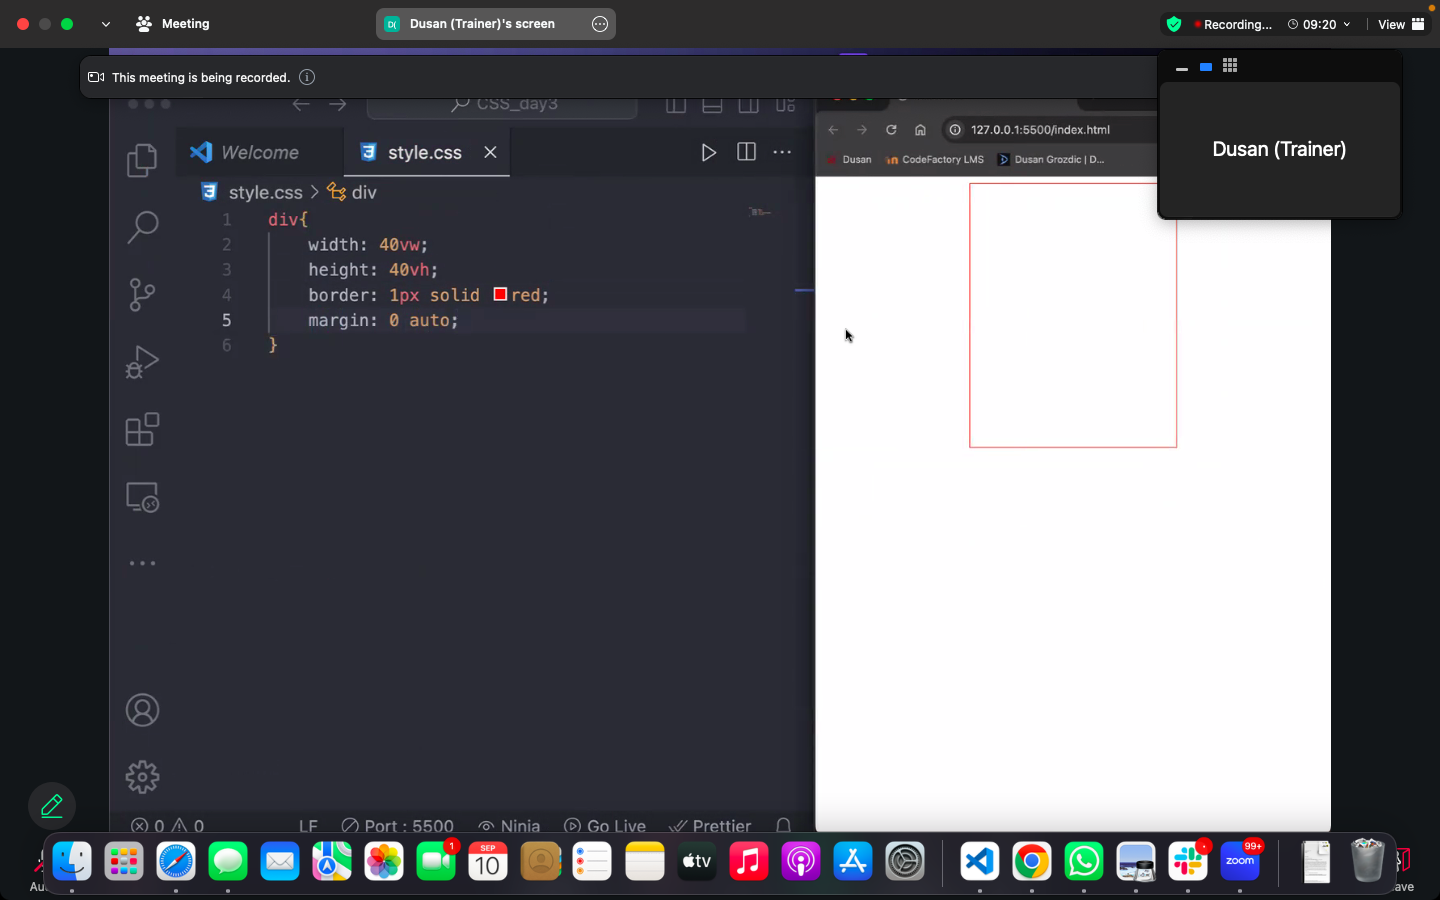 Meeting
D( Dusan (Trainer)'s screen
Recording... 09:20 View
This meeting is being recorded.
Dusan (Trainer)
CSS_day3
Welcome
style.css
127.0.0.1:5500/index.html
Dusan CodeFactory LMS Dusan Grozdic | D...
style.css > div
1 div{
2 width: 40vw;
3 height: 40vh;
4 border: 1px solid red;
5 margin: 0 auto;
6 }
0 0 LF Port : 5500 Ninja Go Live Prettier
1
SEP
10
tv
zoom
99+
Au
ave